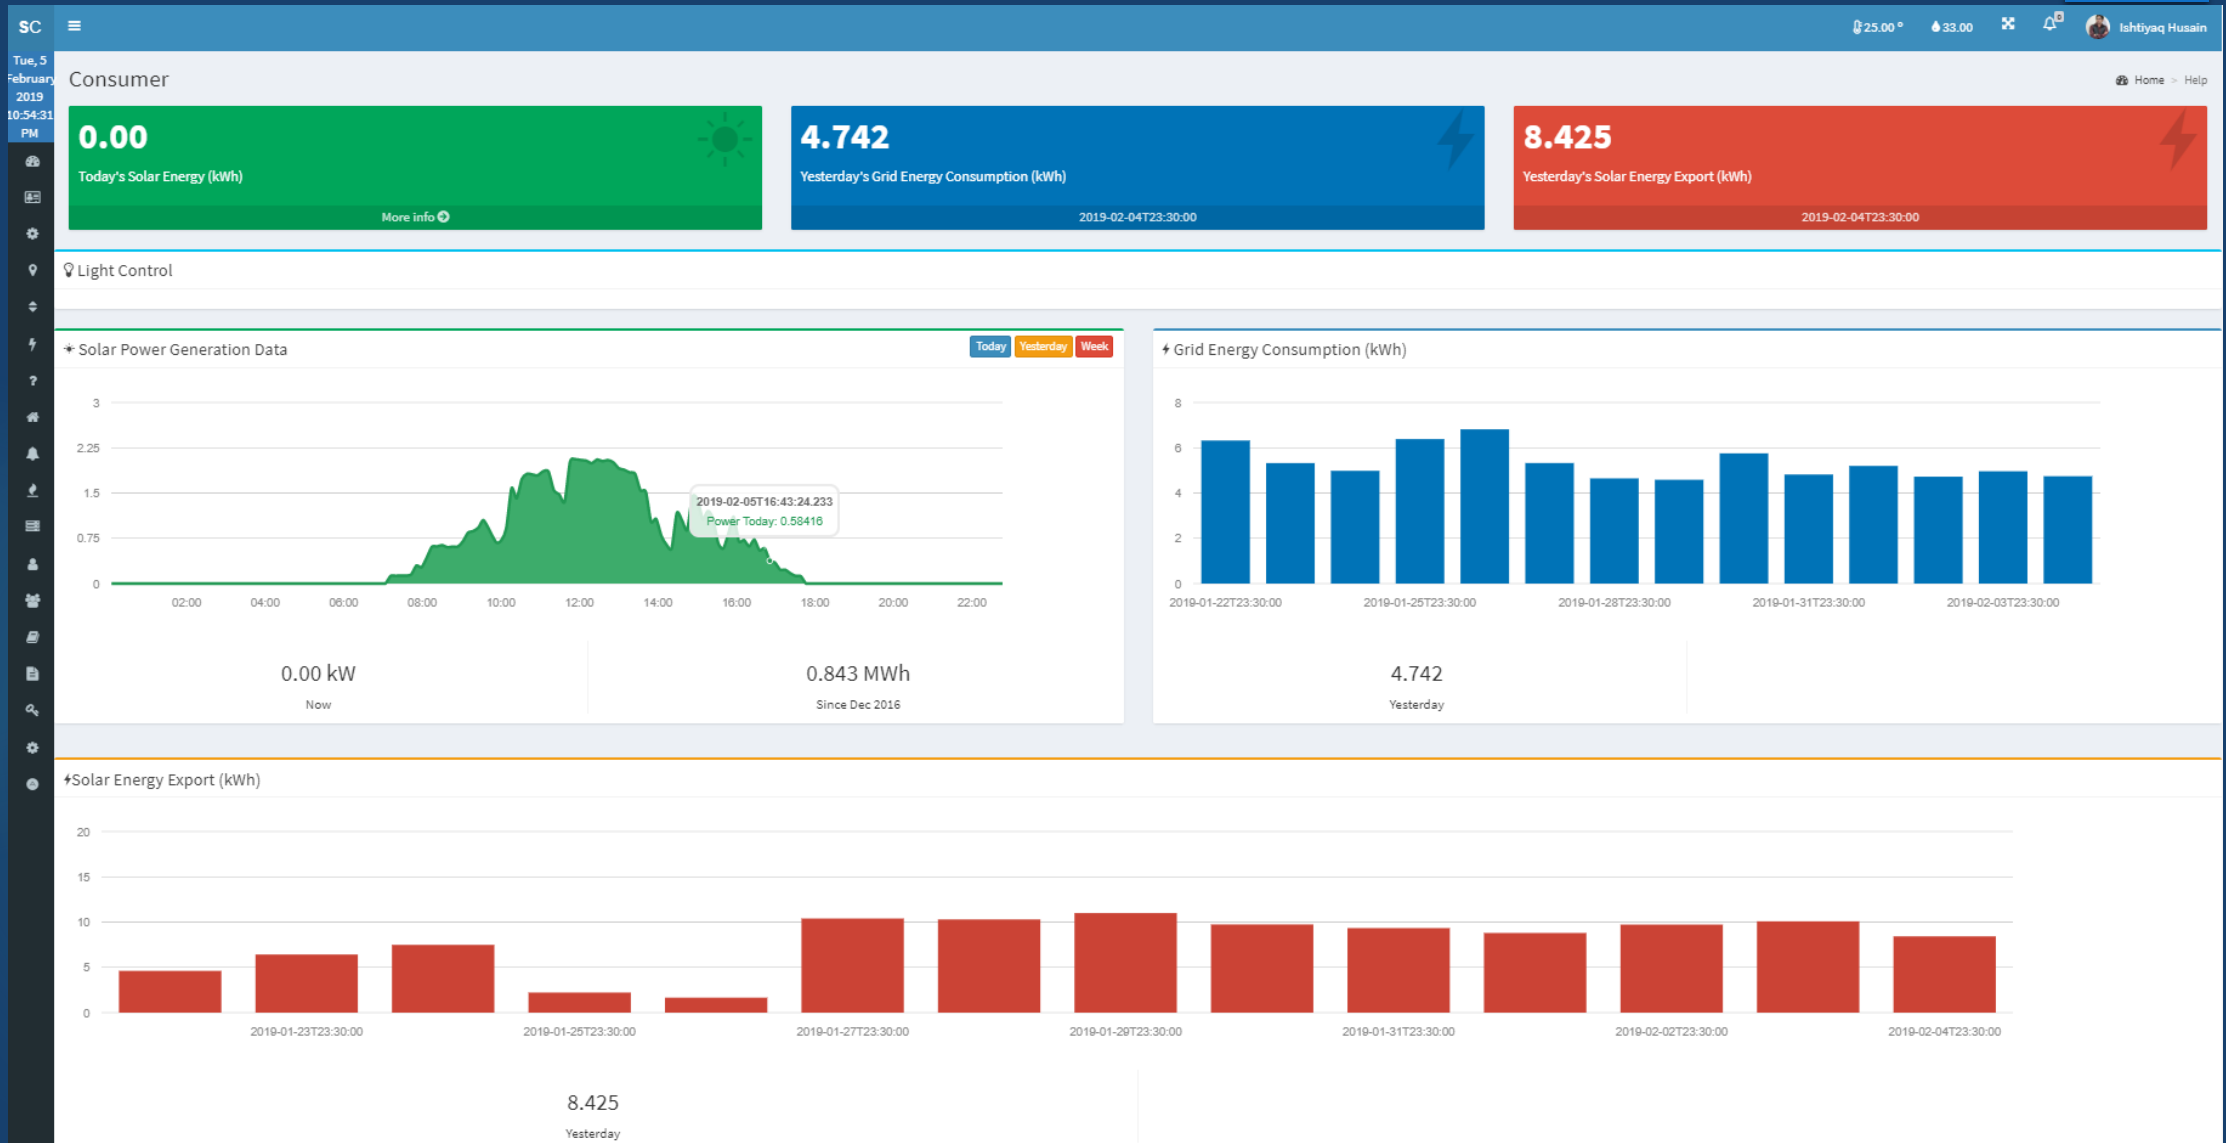 SC
25.00 °
33.00
0
Ishtiyaq Husain
Tue, 5
February
2019
10:54:31
PM
Consumer
Home > Help
0.00
Today's Solar Energy (kWh)
More info
4.742
Yesterday's Grid Energy Consumption (kWh)
2019-02-04T23:30:00
8.425
Yesterday's Solar Energy Export (kWh)
2019-02-04T23:30:00
Light Control
Solar Power Generation Data
Today
Yesterday
Week
3
2.25
1.5
0.75
0
2019-02-05T16:43:24.233
Power Today: 0.58416
02:00
04:00
06:00
08:00
10:00
12:00
14:00
16:00
18:00
20:00
22:00
0.00 kW
Now
0.843 MWh
Since Dec 2016
Grid Energy Consumption (kWh)
8
6
4
2
0
2019-01-22T23:30:00
2019-01-25T23:30:00
2019-01-28T23:30:00
2019-01-31T23:30:00
2019-02-03T23:30:00
4.742
Yesterday
Solar Energy Export (kWh)
20
15
10
5
0
2019-01-23T23:30:00
2019-01-25T23:30:00
2019-01-27T23:30:00
2019-01-29T23:30:00
2019-01-31T23:30:00
2019-02-02T23:30:00
2019-02-04T23:30:00
8.425
Yesterday